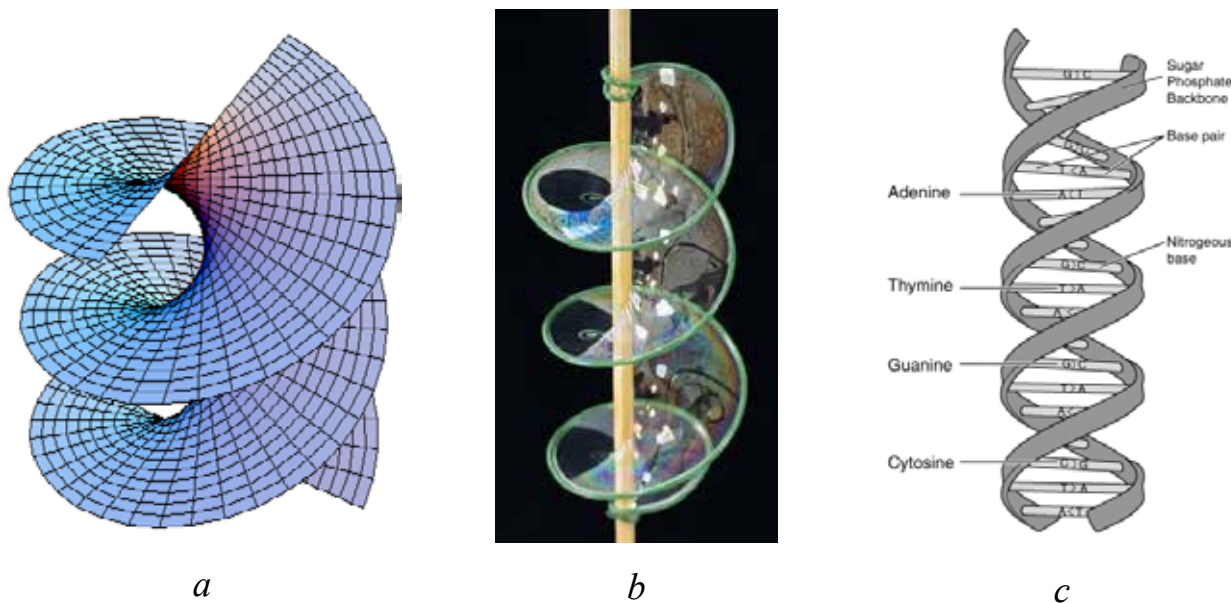 Sugar
Phosphate
Backbone
G)C
Base pair
T<A
Adenine
A<T
Nitrogeous
base
G)C
Thymine
T>A
A<
Guanine
G)C
T>A
A<
Cytosine
G)G
T>A
A<T
a
b
c